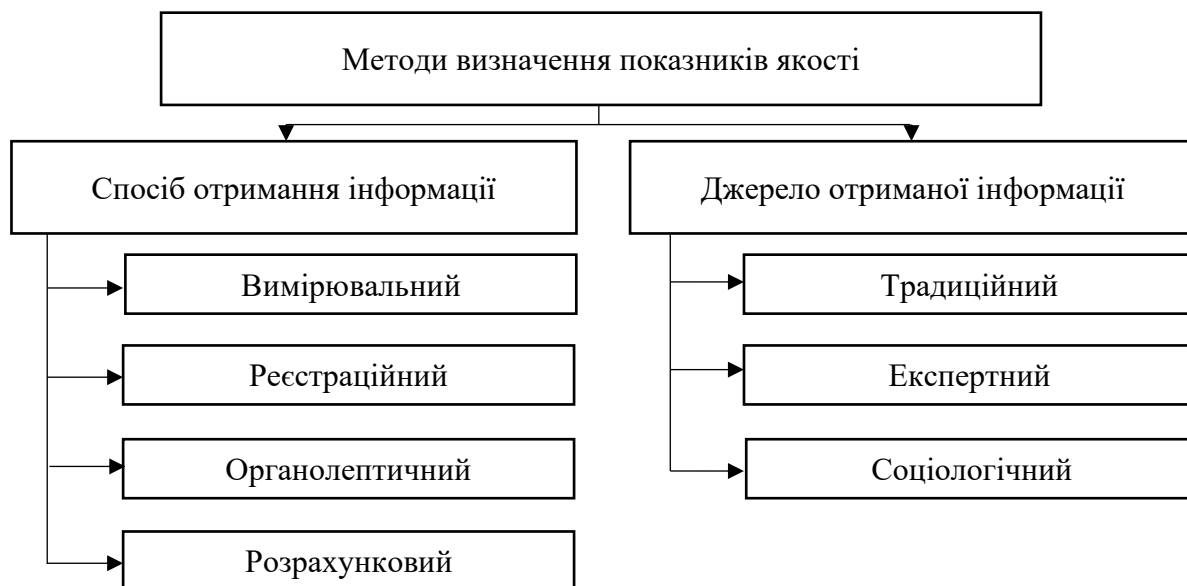 Методи визначення показників якості
Спосіб отримання інформації
Вимірювальний
Реєстраційний
Органолептичний
Розрахунковий
Джерело отриманої інформації
Традиційний
Експертний
Соціологічний